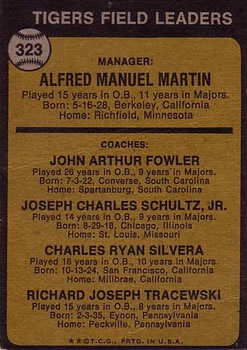 TIGERS FIELD LEADERS
323
MANAGER:
ALFRED MANUEL MARTIN
Played 15 years in O.B., 11 years in Majors.
Born: 5-16-28, Berkeley, California
Home: Richfield, Minnesota
COACHES:
JOHN ARTHUR FOWLER
Played 26 years in O.B., 9 years in Majors.
Born: 7-3-22, Converse, South Carolina
Home: Spartanburg, South Carolina
JOSEPH CHARLES SCHULTZ, JR.
Played 14 years in O.B., 9 years in Majors.
Born: 8-29-18, Chicago, Illinois
Home: St. Louis, Missouri
CHARLES RYAN SILVERA
Played 16 years in O.B., 10 years in Majors.
Born: 10-13-24, San Francisco, California
Home: Millbrae, California
RICHARD JOSEPH TRACEWSKI
Played 15 years in O.B., 8 years in Majors.
Born: 2-3-35, Eynon, Pennsylvania
Home: Peckville, Pennsylvania
★★©T.C.G., PRTD. IN U.S.A.